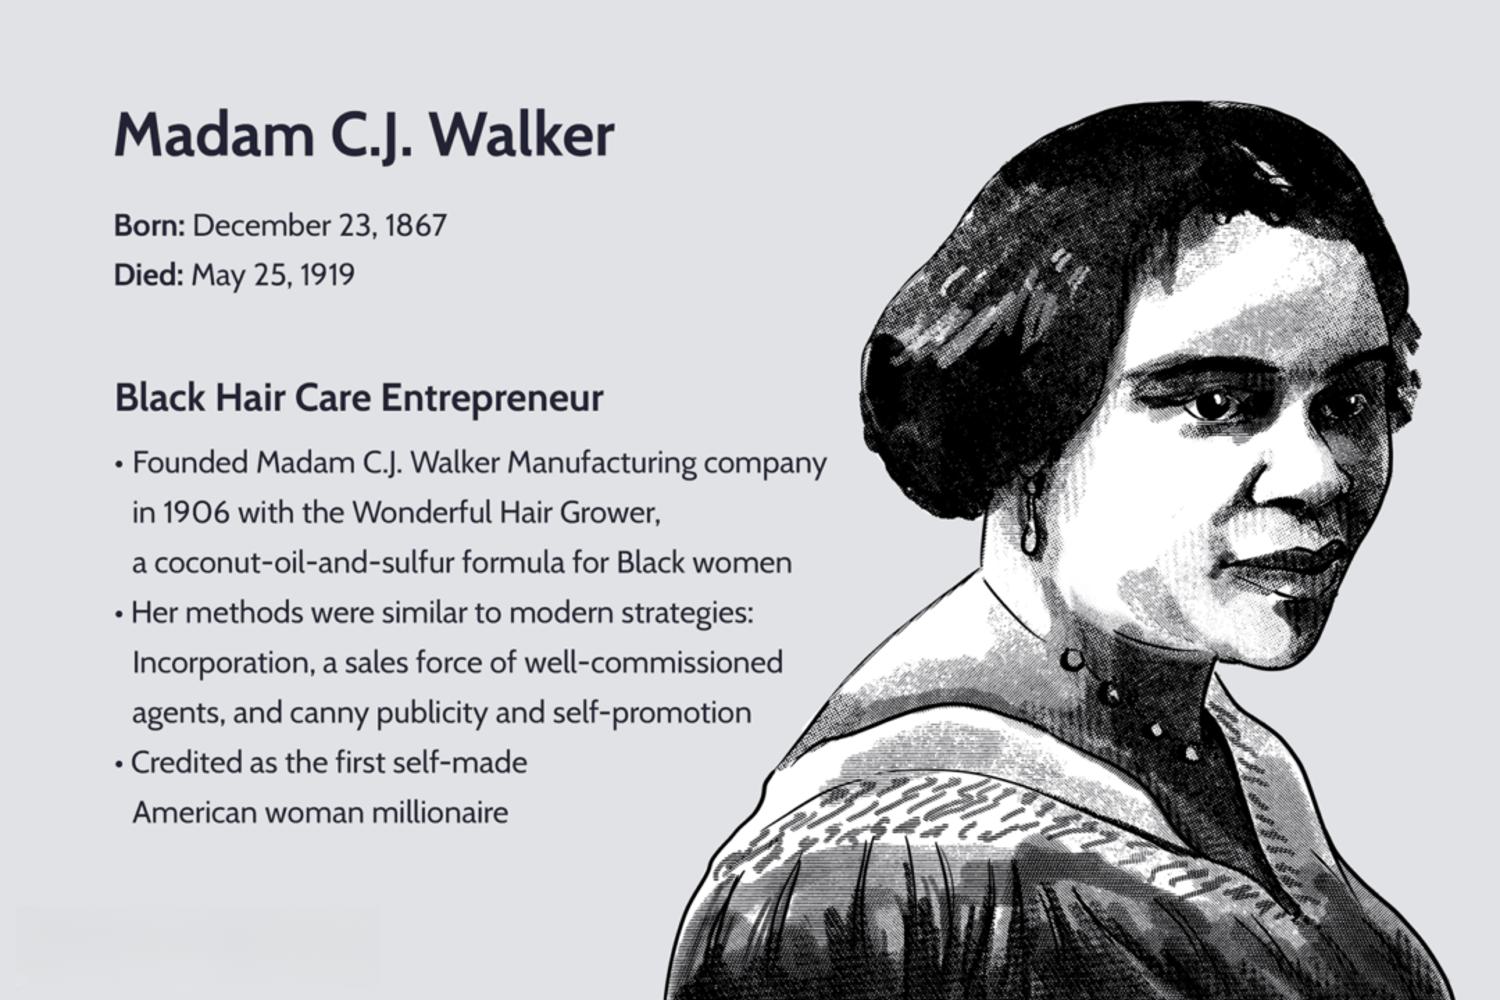 Madam C.J. Walker
Born: December 23, 1867
Died: May 25, 1919
Black Hair Care Entrepreneur
• Founded Madam C.J. Walker Manufacturing company
in 1906 with the Wonderful Hair Grower,
a coconut-oil-and-sulfur formula for Black women
• Her methods were similar to modern strategies:
Incorporation, a sales force of well-commissioned
agents, and canny publicity and self-promotion
• Credited as the first self-made
American woman millionaire